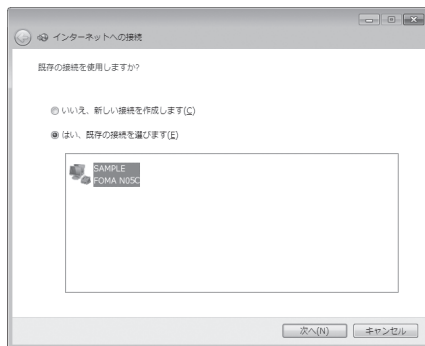 インターネットへの接続
既存の接続を使用しますか?
いいえ、新しい接続を作成します(C)
はい、既存の接続を選びます(E)
SAMPLE
FOMA N05C
次へ(N)
キャンセル